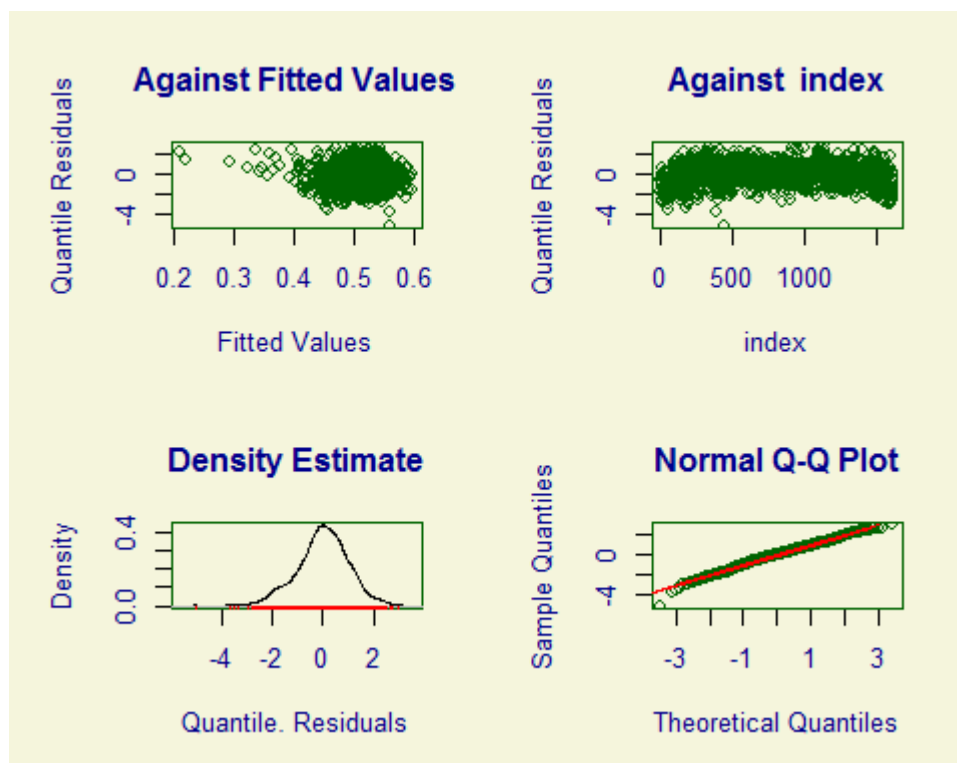 Against Fitted Values
Quantile Residuals
0
-4
0.2 0.3 0.4 0.5 0.6
Fitted Values
Against index
Quantile Residuals
0
-4
0 500 1000
index
Density Estimate
Density
0.4
0.0
-4 -2 0 2
Quantile. Residuals
Normal Q-Q Plot
Sample Quantiles
0
-4
-3 -1 1 3
Theoretical Quantiles